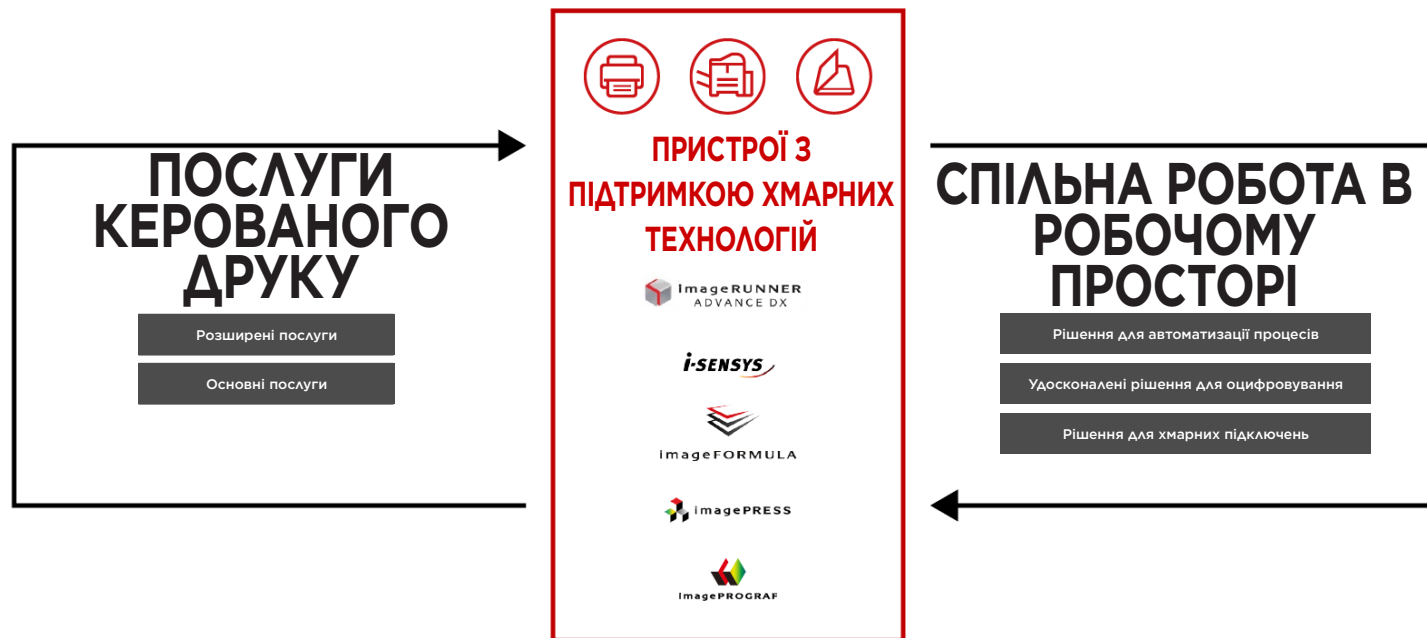 ПОСЛУГИ
КЕРОВАНОГО
ДРУКУ
Розширені послуги
Основні послуги
ПРИСТРОЇ З
ПІДТРИМКОЮ ХМАРНИХ
ТЕХНОЛОГІЙ
imageRUNNER
ADVANCE DX
i-SENSYS
imageFORMULA
imagePRESS
imagePROGRAF
СПІЛЬНА РОБОТА В
РОБОЧОМУ
ПРОСТОРІ
Рішення для автоматизації процесів
Удосконалені рішення для оцифровування
Рішення для хмарних підключень